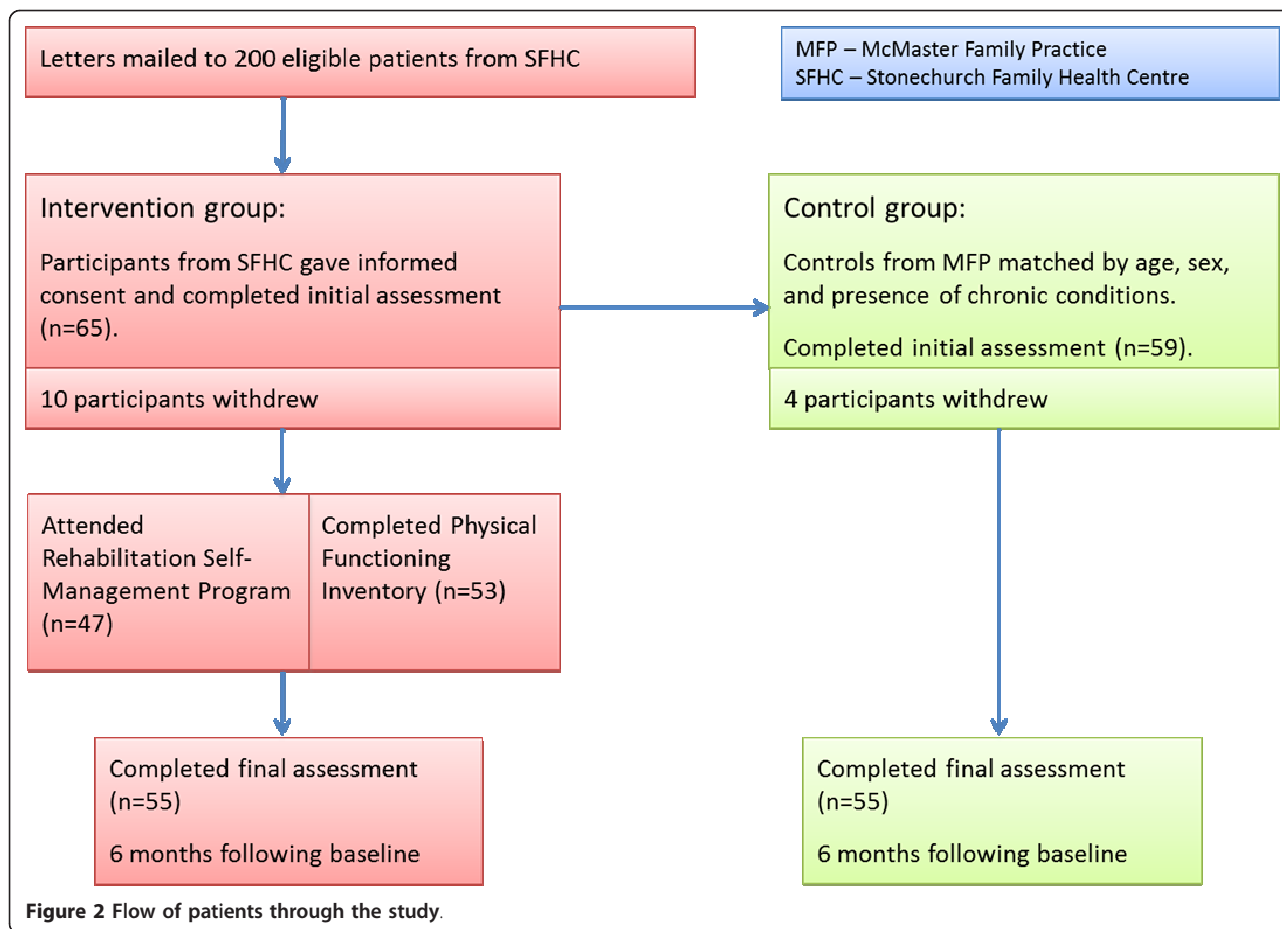 Letters mailed to 200 eligible patients from SFHC
MFP – McMaster Family Practice
SFHC – Stonechurch Family Health Centre
Intervention group:
Participants from SFHC gave informed
consent and completed initial assessment
(n=65).
10 participants withdrew
Control group:
Controls from MFP matched by age, sex,
and presence of chronic conditions.
Completed initial assessment (n=59).
4 participants withdrew
Attended
Rehabilitation Self-
Management Program
(n=47)
Completed Physical
Functioning
Inventory (n=53)
Completed final assessment
(n=55)
6 months following baseline
Completed final assessment
(n=55)
6 months following baseline
Figure 2 Flow of patients through the study.